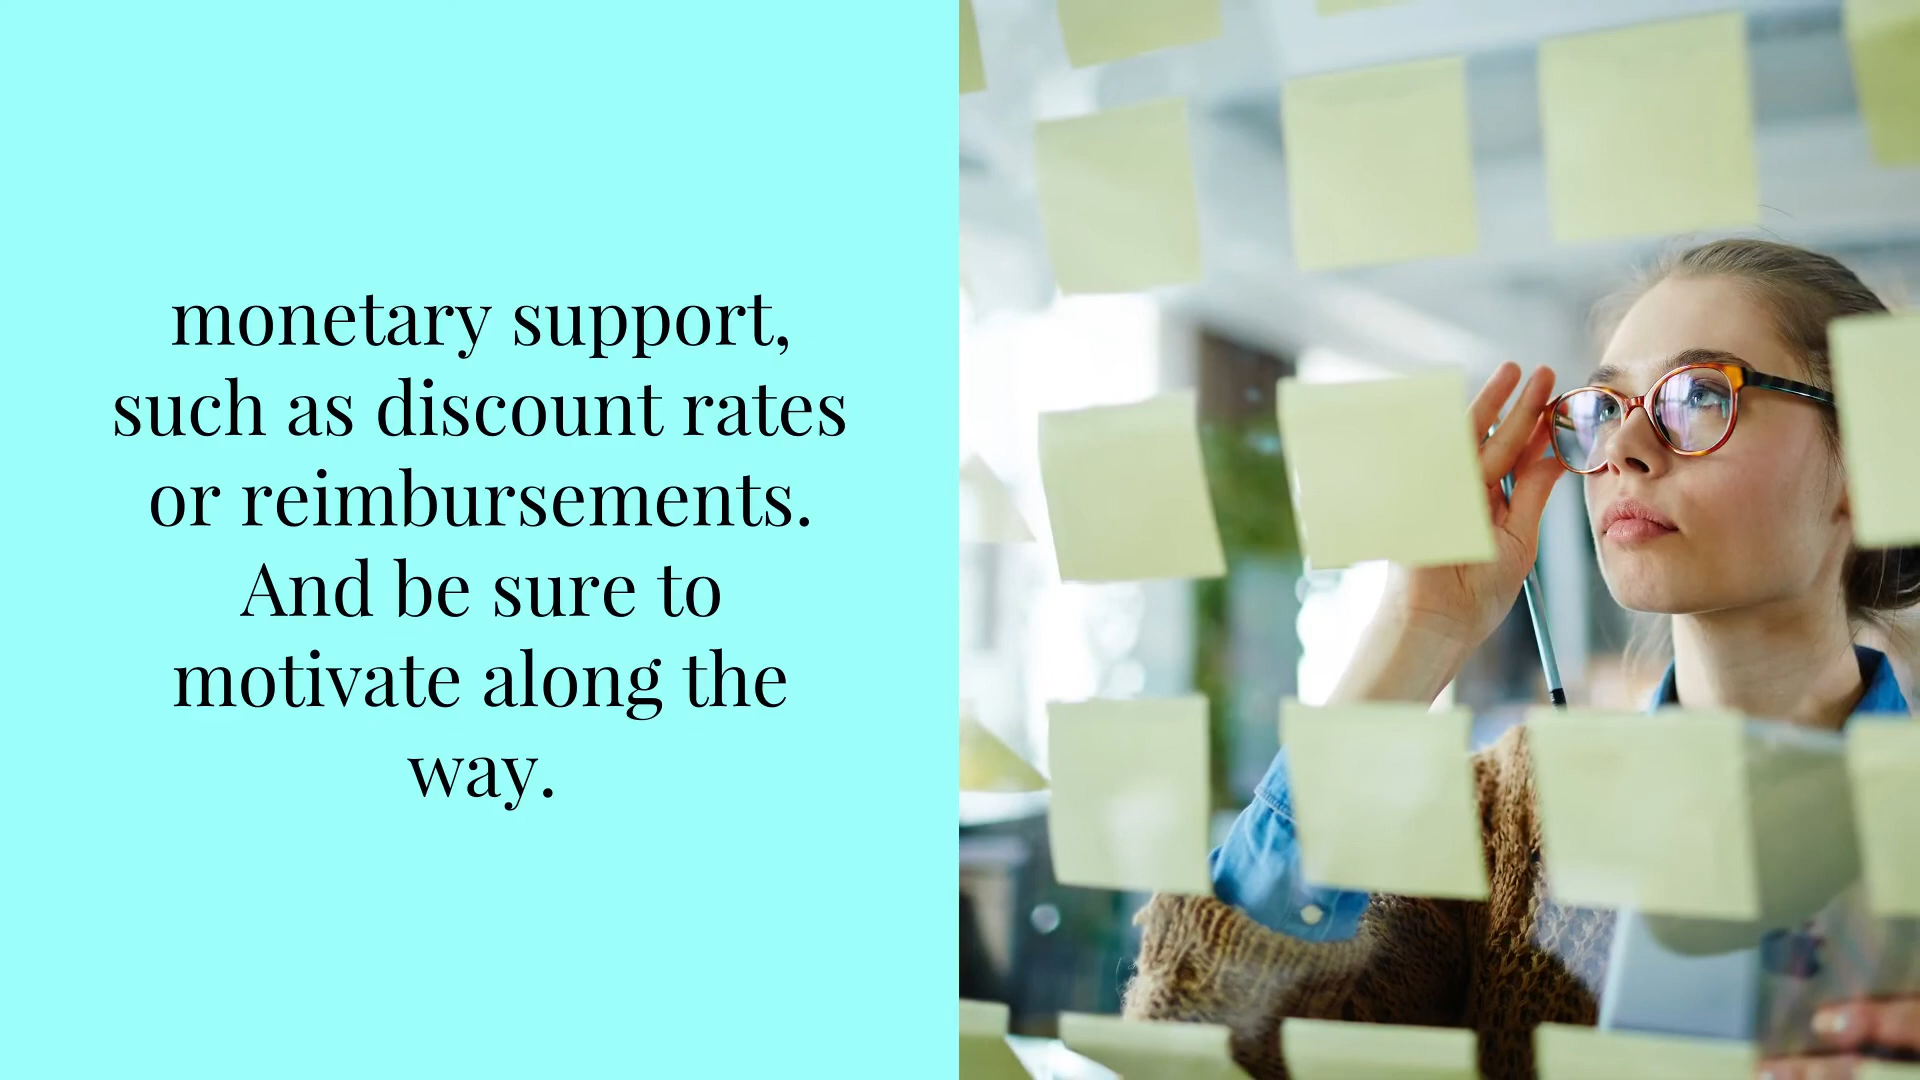 monetary support,
such as discount rates
or reimbursements.
And be sure to
motivate along the
way.